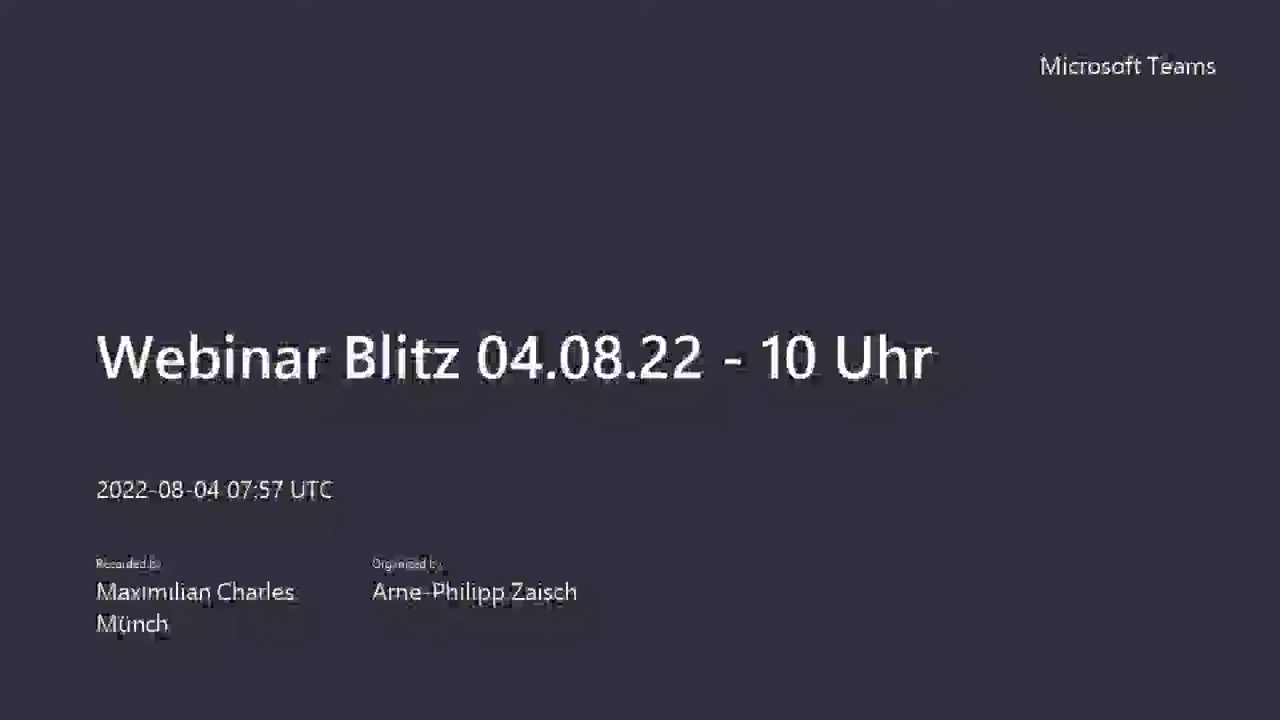 Microsoft Teams
Webinar Blitz 04.08.22 - 10 Uhr
2022-08-04 07:57 UTC
Recorded by
Organized by
Maximilian Charles
Münch
Arne-Philipp Zaisch